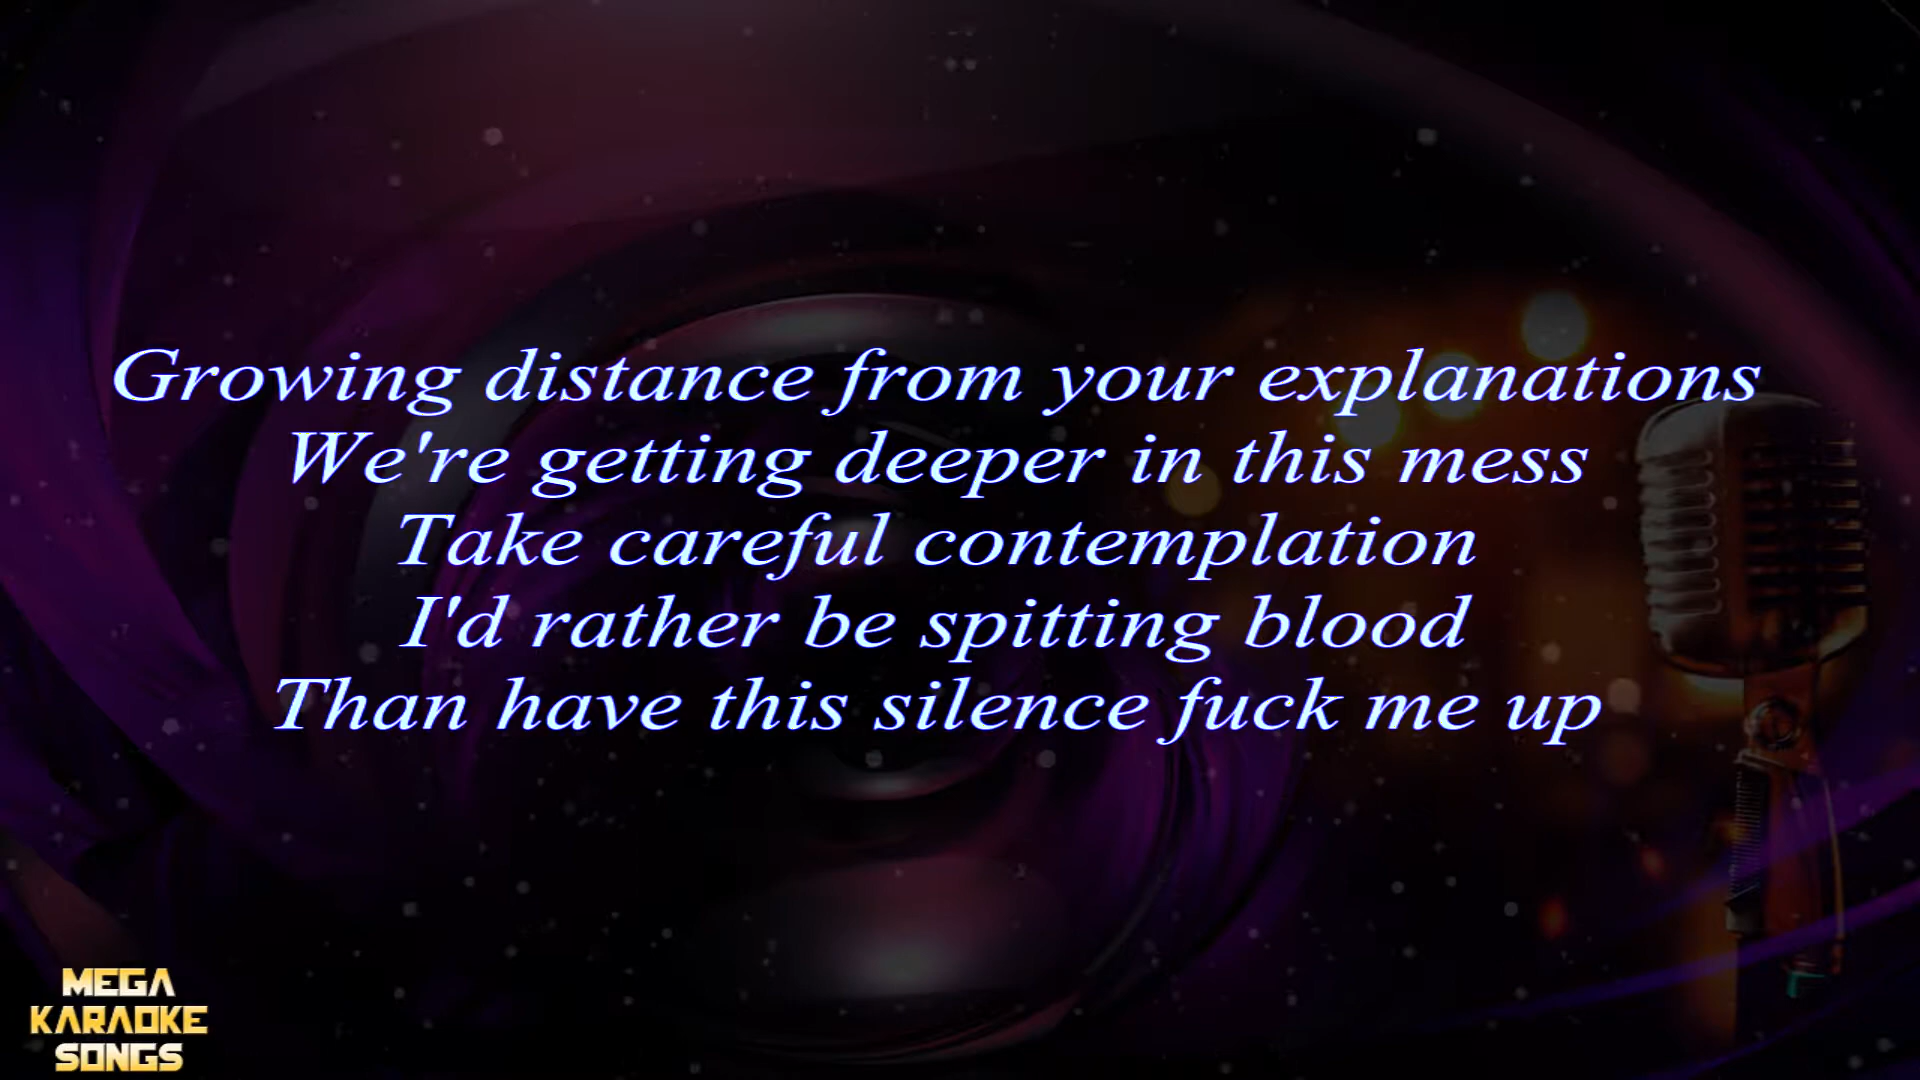 Growing distance from your explanations
We're getting deeper in this mess
Take careful contemplation
I'd rather be spitting blood
Than have this silence fuck me up
MEGA
KARAOKE
SONGS